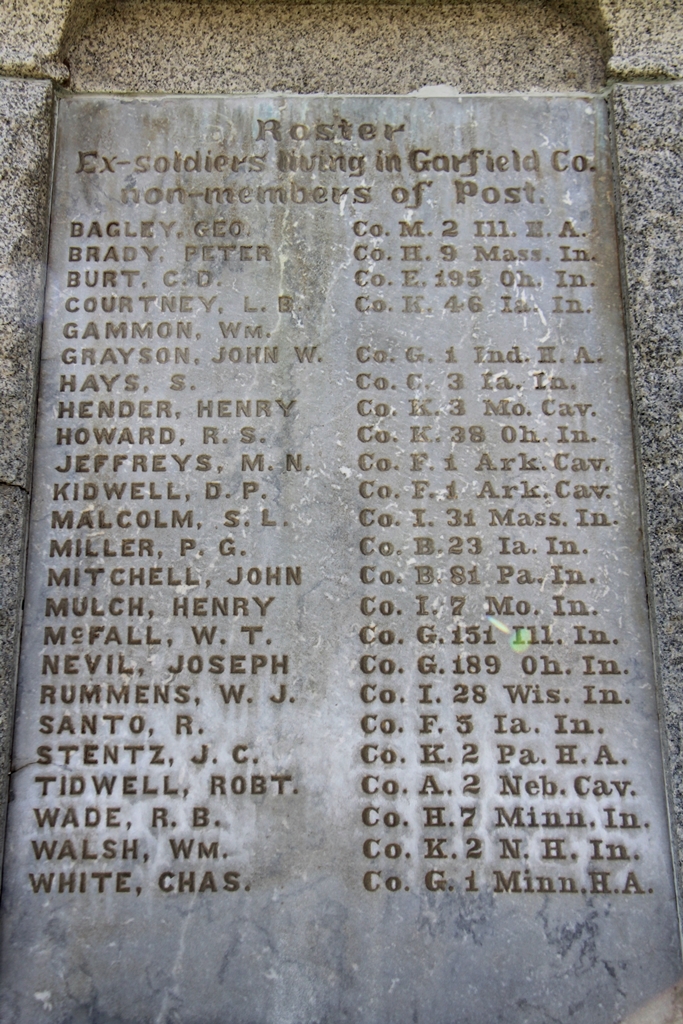 Roster
Ex-soldiers living in Garfield Co.
non-members of Post.
BAGLEY, GEO. Co. M. 2 Ill. H. A.
BRADY, PETER Co. H. 9 Mass. In.
BURT, C. D. Co. E. 195 Oh. In.
COURTNEY, L. B. Co. K. 46 Ia. In.
GAMMON, WM.
GRAYSON, JOHN W. Co. G. 1 Ind. H. A.
HAYS, S. Co. C. 3 Ia. In.
HENDER, HENRY Co. K. 3 Mo. Cav.
HOWARD, R. S. Co. K. 38 Oh. In.
JEFFREYS, M. N. Co. F. 1 Ark. Cav.
KIDWELL, D. P. Co. F. 1 Ark. Cav.
MALCOLM, S. L. Co. I. 31 Mass. In.
MILLER, P. G. Co. B. 23 Ia. In.
MITCHELL, JOHN Co. B. 81 Pa. In.
MULCH, HENRY Co. I. 7 Mo. In.
McFALL, W. T. Co. G. 151 Ill. In.
NEVIL, JOSEPH Co. G. 189 Oh. In.
RUMMENS, W. J. Co. I. 28 Wis. In.
SANTO, R. Co. F. 5 Ia. In.
STENTZ, J. C. Co. K. 2 Pa. H. A.
TIDWELL, ROBT. Co. A. 2 Neb. Cav.
WADE, R. B. Co. H. 7 Minn. In.
WALSH, WM. Co. K. 2 N. H. In.
WHITE, CHAS. Co. G. 1 Minn. H. A.